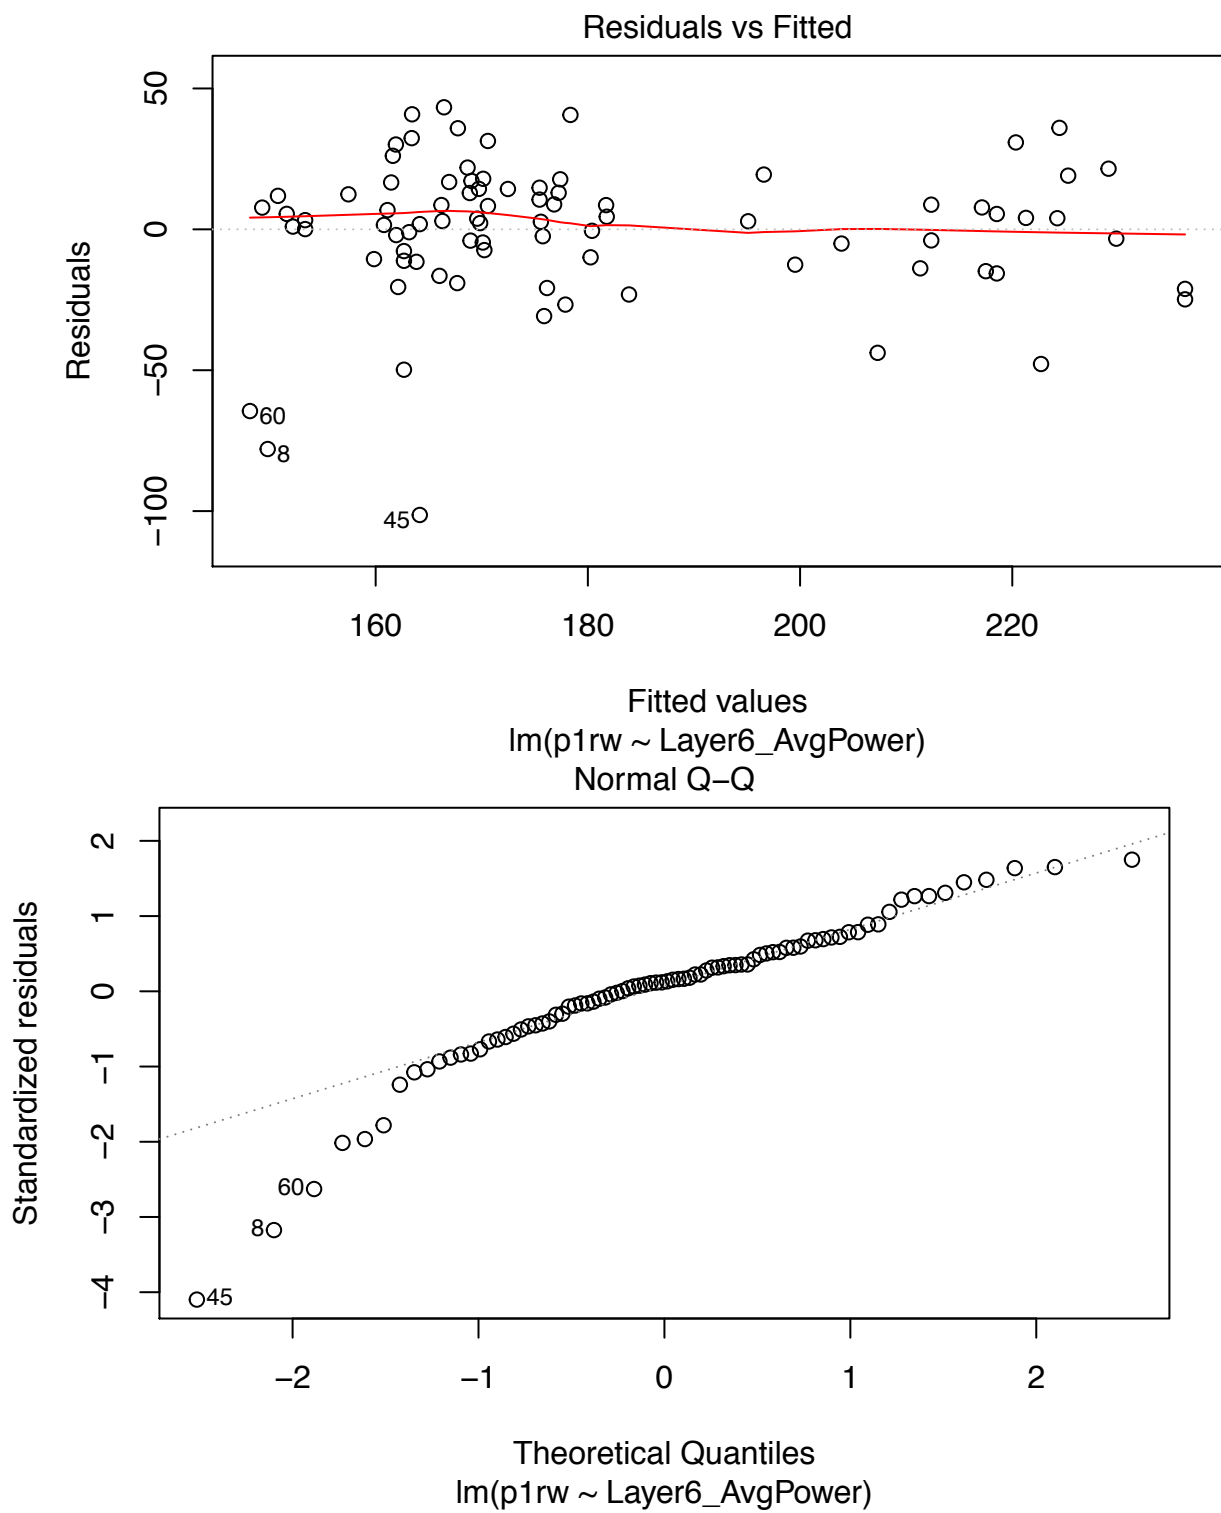 Residuals vs Fitted
50
0
−50
−100
Residuals
60
8
45
160 180 200 220
Fitted values
lm(p1rw ~ Layer6_AvgPower)
Normal Q−Q
2
1
0
−1
−2
−3
−4
Standardized residuals
60
8
45
−2 −1 0 1 2
Theoretical Quantiles
lm(p1rw ~ Layer6_AvgPower)